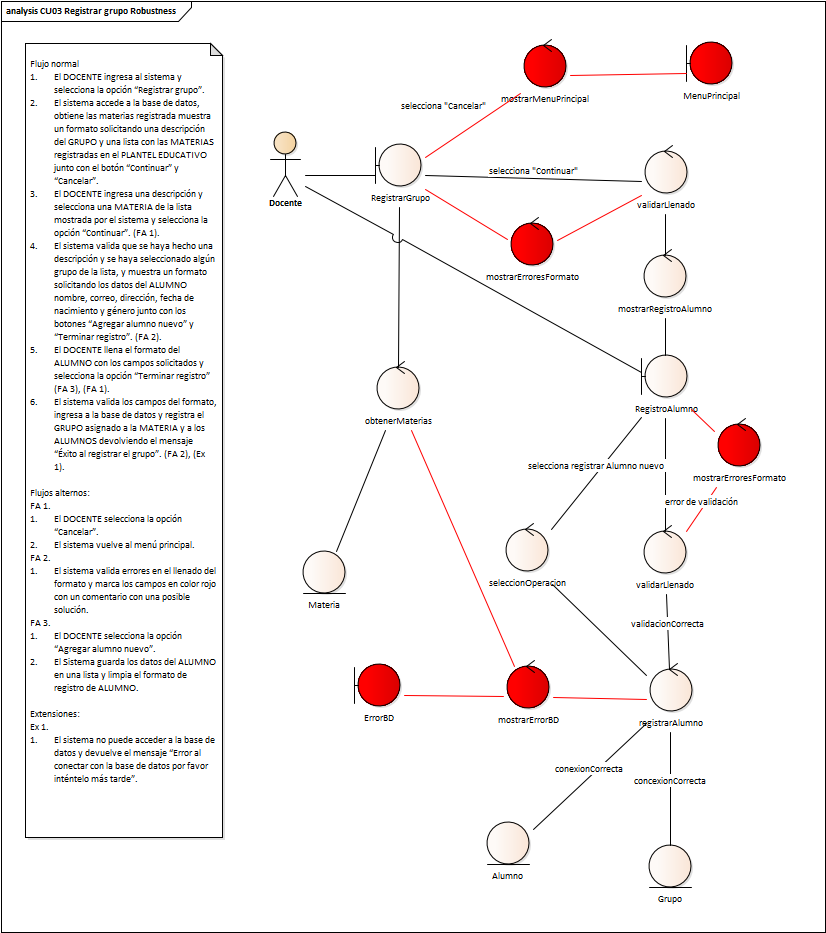 analysis CU03 Registrar grupo Robustness
Flujo normal
1. El DOCENTE ingresa al sistema y
selecciona la opción “Registrar grupo”.
2. El sistema accede a la base de datos,
obtiene las materias registrada muestra
un formato solicitando una descripción
del GRUPO y una lista con las MATERIAS
registradas en el PLANTEL EDUCATIVO
junto con el botón “Continuar” y
“Cancelar”.
3. El DOCENTE ingresa una descripción y
selecciona una MATERIA de la lista
mostrada por el sistema y selecciona la
opción “Continuar”. (FA 1).
4. El sistema valida que se haya hecho una
descripción y se haya seleccionado algún
grupo de la lista, y muestra un formato
solicitando los datos del ALUMNO
nombre, correo, dirección, fecha de
nacimiento y género junto con los
botones “Agregar alumno nuevo” y
“Terminar registro”. (FA 2).
5. El DOCENTE llena el formato del
ALUMNO con los campos solicitados y
selecciona la opción “Terminar registro”
(FA 3), (FA 1).
6. El sistema valida los campos del formato,
ingresa a la base de datos y registra el
GRUPO asignado a la MATERIA y a los
ALUMNOS devolviendo el mensaje
“Éxito al registrar el grupo”. (FA 2), (Ex
1).
Flujos alternos:
FA 1.
1. El DOCENTE selecciona la opción
“Cancelar”.
2. El sistema vuelve al menú principal.
FA 2.
1. El sistema valida errores en el llenado del
formato y marca los campos en color rojo
con un comentario con una posible
solución.
FA 3.
1. El DOCENTE selecciona la opción
“Agregar alumno nuevo”.
2. El Sistema guarda los datos del ALUMNO
en una lista y limpia el formato de
registro de ALUMNO.
Extensiones:
Ex 1.
1. El sistema no puede acceder a la base de
datos y devuelve el mensaje “Error al
conectar con la base de datos por favor
inténtelo más tarde”.
mostrarMenuPrincipal
MenuPrincipal
selecciona "Cancelar"
selecciona "Continuar"
Docente
RegistrarGrupo
validarLlenado
mostrarErroresFormato
mostrarRegistroAlumno
RegistroAlumno
obtenerMaterias
mostrarErroresFormato
selecciona registrar Alumno nuevo
error de validación
seleccionOperacion
validarLlenado
Materia
validacionCorrecta
ErrorBD
mostrarErrorBD
registrarAlumno
conexionCorrecta
concexionCorrecta
Alumno
Grupo